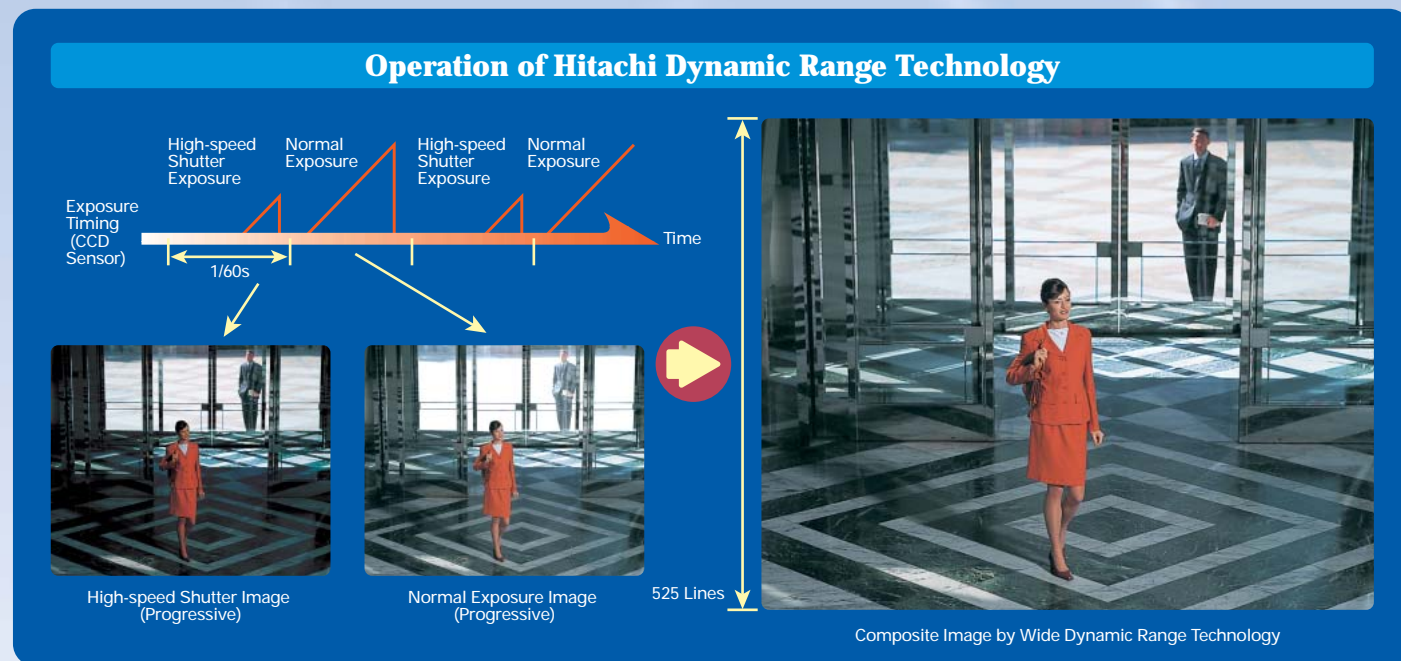 Operation of Hitachi Dynamic Range Technology
High-speed
Shutter
Exposure
Normal
Exposure
High-speed
Shutter
Exposure
Normal
Exposure
Exposure
Timing
(CCD
Sensor)
Time
1/60s
High-speed Shutter Image
(Progressive)
Normal Exposure Image
(Progressive)
525 Lines
Composite Image by Wide Dynamic Range Technology